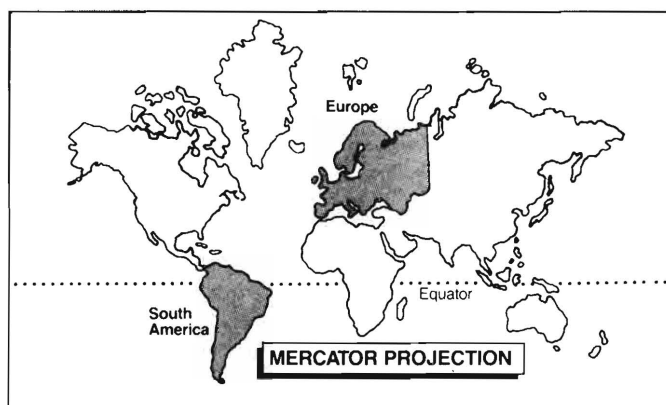 Europe
Equator
South
America
MERCATOR PROJECTION